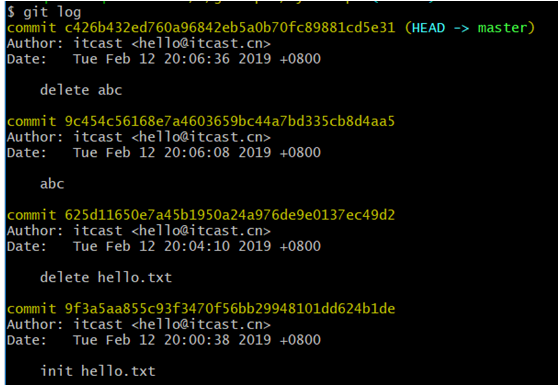 $ git log
commit c426b432ed760a96842eb5a0b70fc89881cd5e31 (HEAD -> master)
Author: itcast <hello@itcast.cn>
Date:   Tue Feb 12 20:06:36 2019 +0800
delete abc
commit 9c454c56168e7a4603659bc44a7bd335cb8d4aa5
Author: itcast <hello@itcast.cn>
Date:   Tue Feb 12 20:06:08 2019 +0800
abc
commit 625d11650e7a45b1950a24a976de9e0137ec49d2
Author: itcast <hello@itcast.cn>
Date:   Tue Feb 12 20:04:10 2019 +0800
delete hello.txt
commit 9f3a5aa855c93f3470f56bb29948101dd624b1de
Author: itcast <hello@itcast.cn>
Date:   Tue Feb 12 20:00:38 2019 +0800
init hello.txt